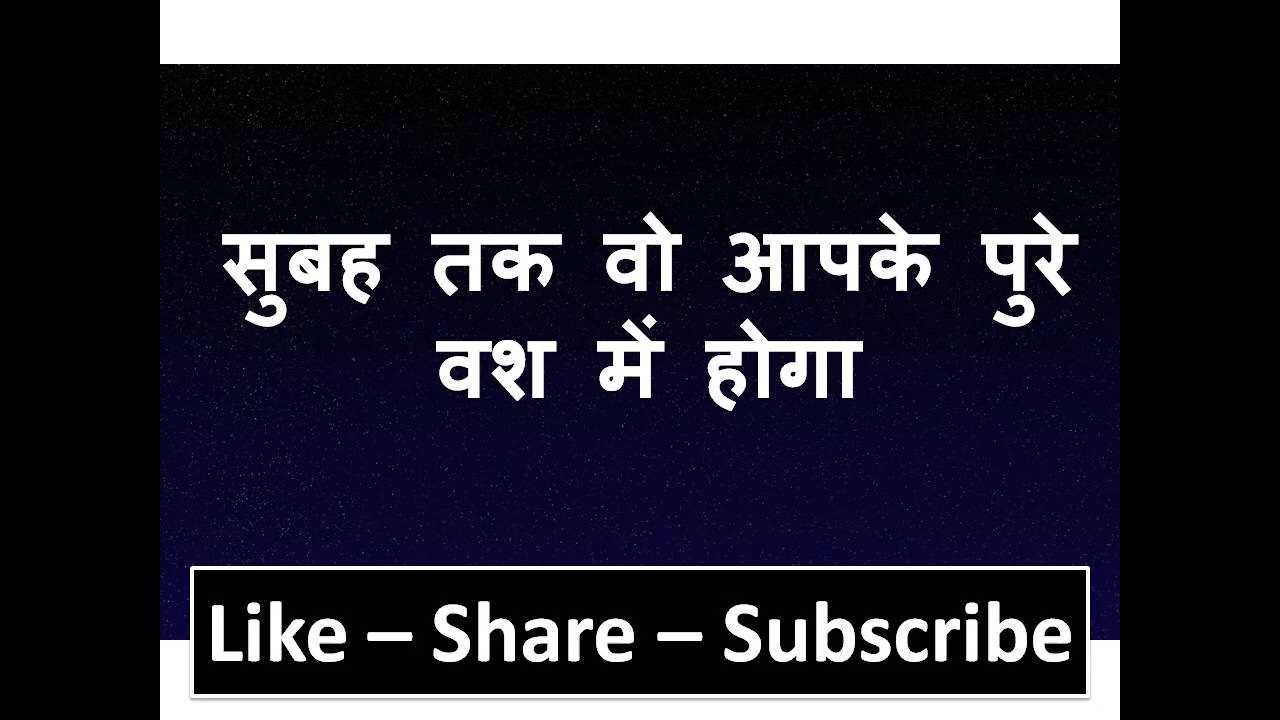 सुबह तक वो आपके पुरे
वश में होगा
Like – Share – Subscribe